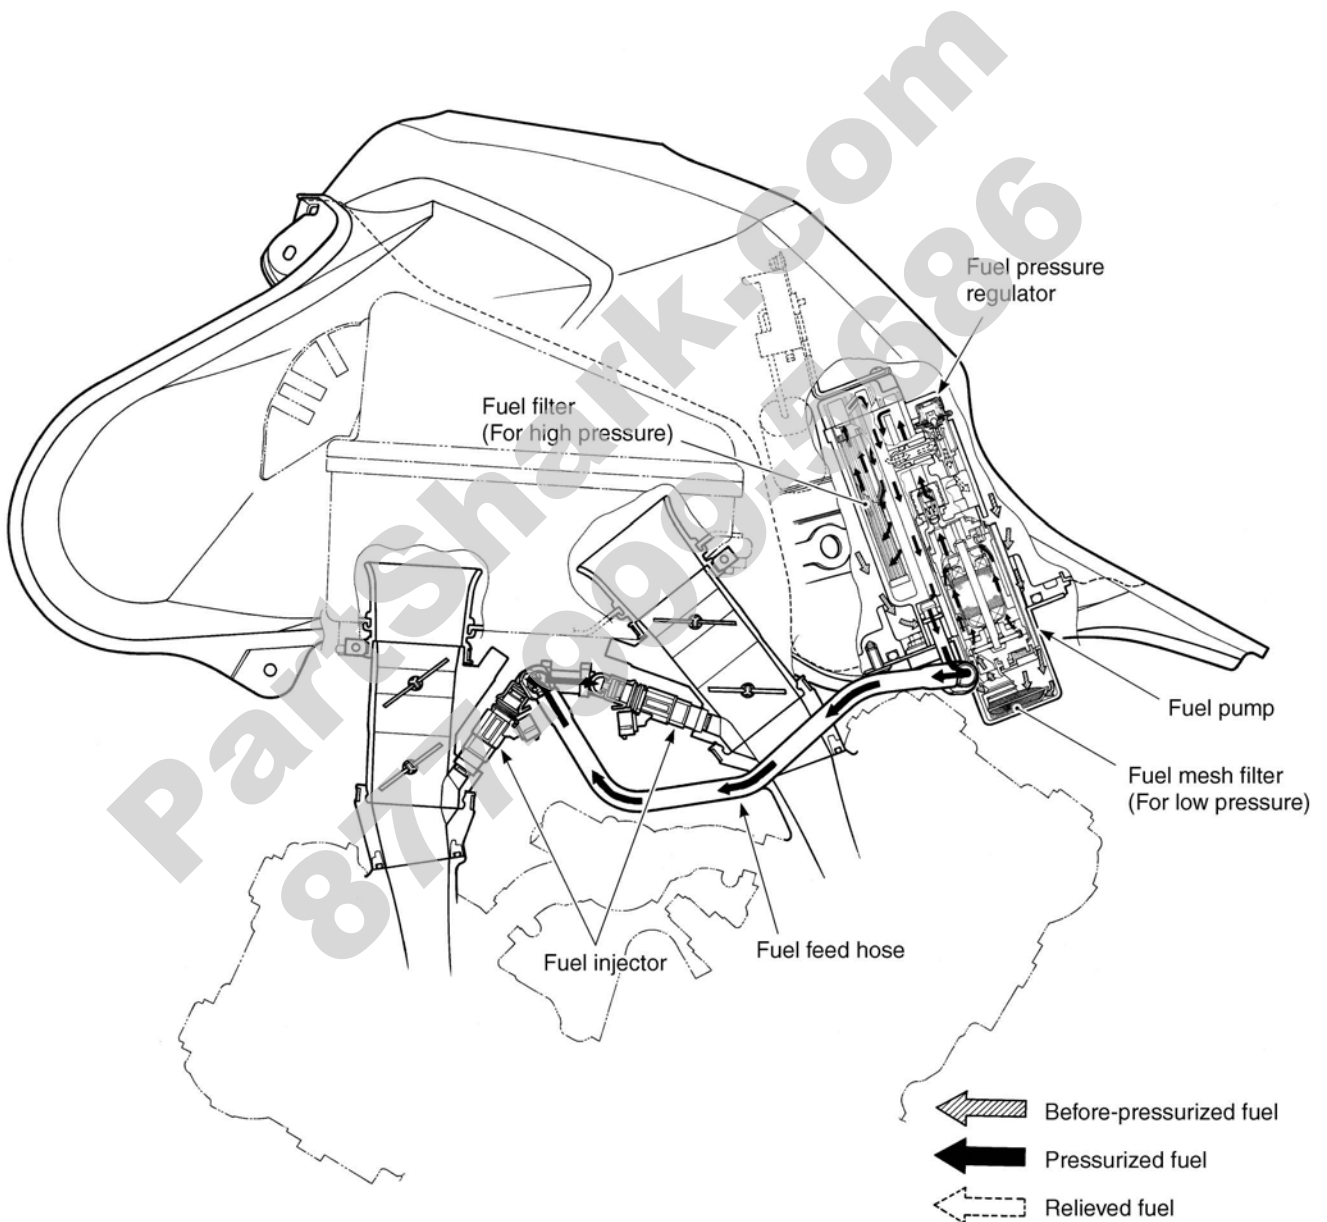 PartShark.com
877-999-5686
Fuel pressure
regulator
Fuel filter
(For high pressure)
Fuel pump
Fuel mesh filter
(For low pressure)
Fuel feed hose
Fuel injector
Before-pressurized fuel
Pressurized fuel
Relieved fuel